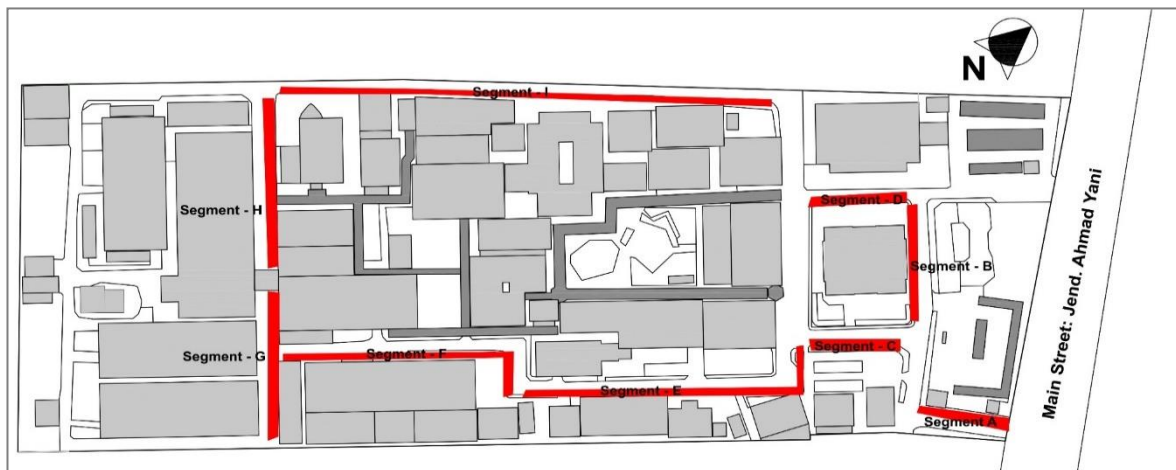 N
Segment - I
Segment - H
Segment - D
Segment - B
Segment - G
Segment - F
Segment - C
Segment - E
Segment A
Main Street: Jend. Ahmad Yani